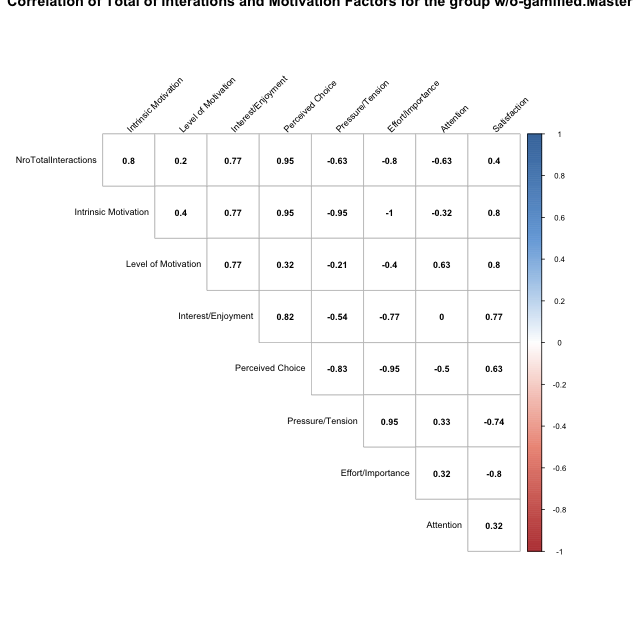 Correlation of Total of Interations and Motivation Factors for the group w/o-gamified.Master
Intrinsic Motivation
Level of Motivation
Interest/Enjoyment
Perceived Choice
Pressure/Tension
Effort/Importance
Attention
Satisfaction
NroTotalInteractions 0.8 0.2 0.77 0.95 -0.63 -0.8 -0.63 0.4
Intrinsic Motivation 0.4 0.77 0.95 -0.95 -1 -0.32 0.8
Level of Motivation 0.77 0.32 -0.21 -0.4 0.63 0.8
Interest/Enjoyment 0.82 -0.54 -0.77 0 0.77
Perceived Choice -0.83 -0.95 -0.5 0.63
Pressure/Tension 0.95 0.33 -0.74
Effort/Importance 0.32 -0.8
Attention 0.32
1
0.8
0.6
0.4
0.2
0
-0.2
-0.4
-0.6
-0.8
-1